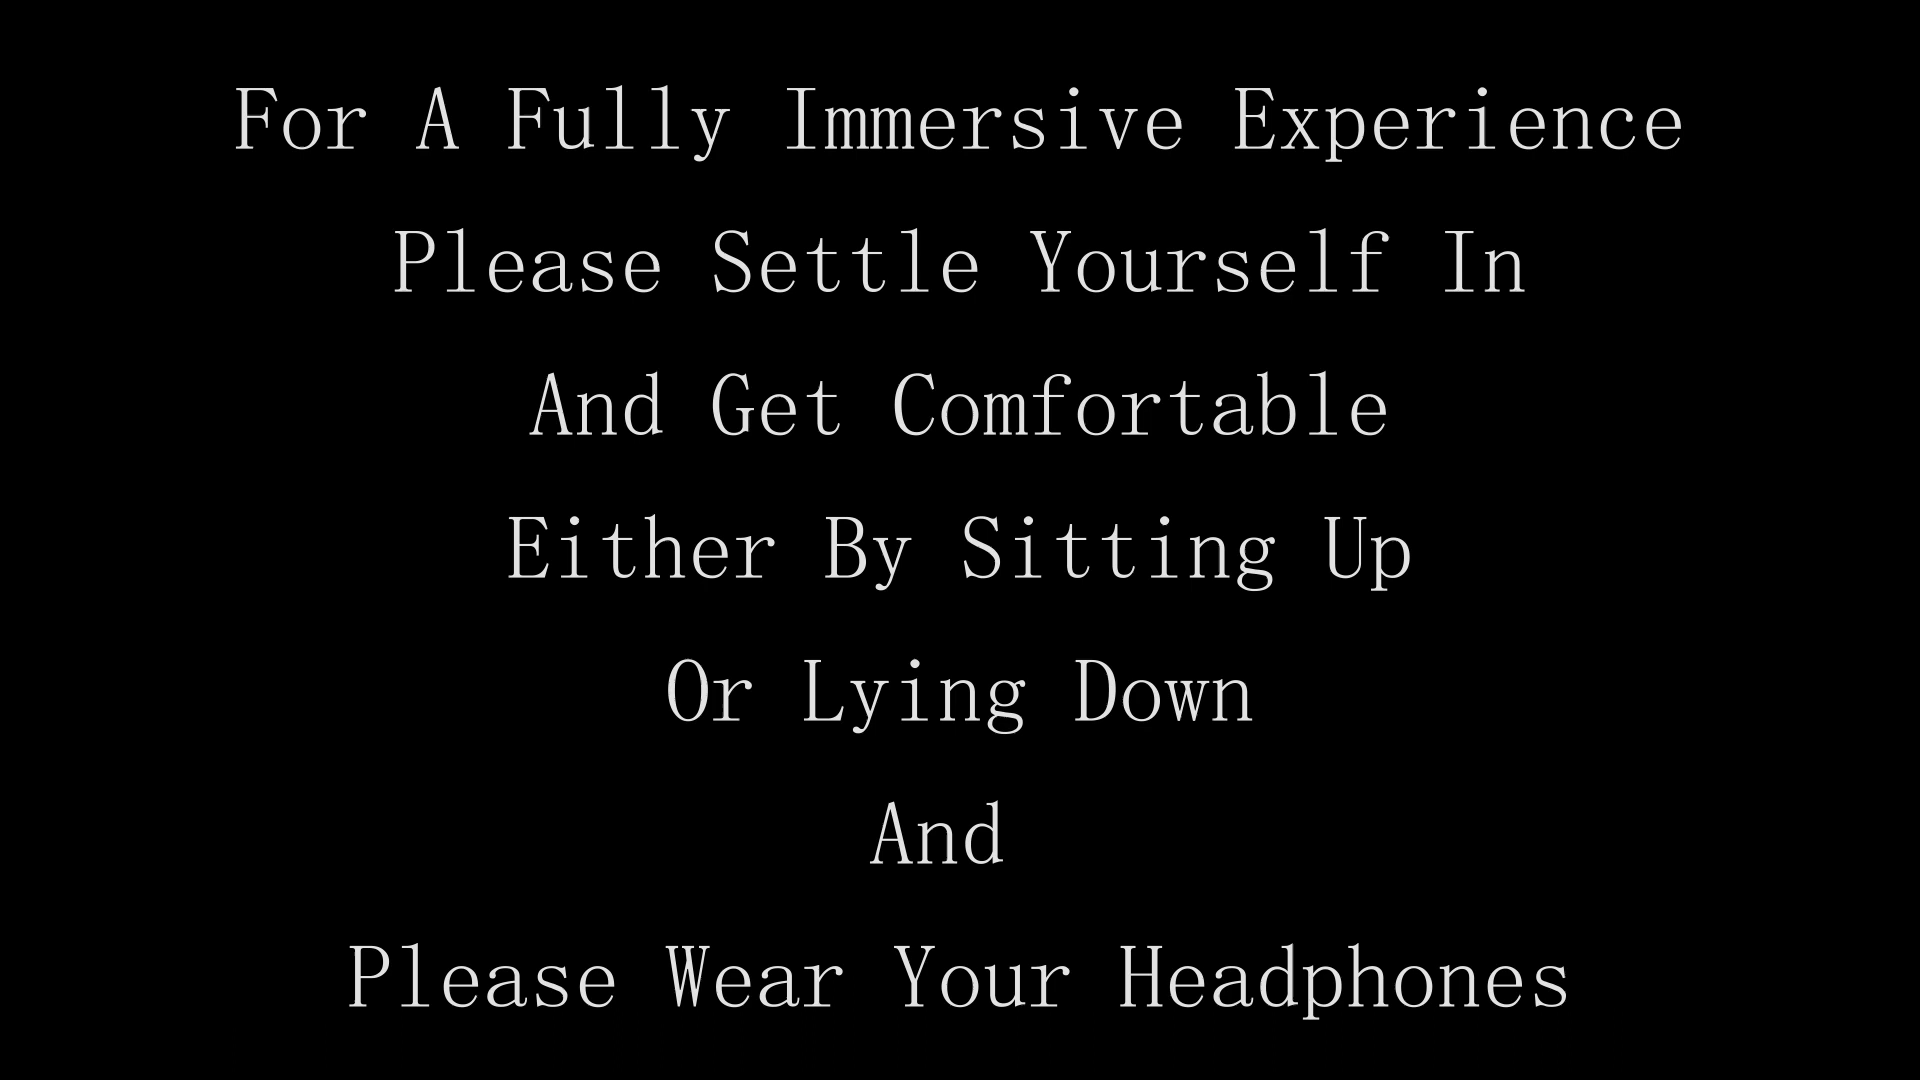 For A Fully Immersive Experience
Please Settle Yourself In
And Get Comfortable
Either By Sitting Up
Or Lying Down
And
Please Wear Your Headphones